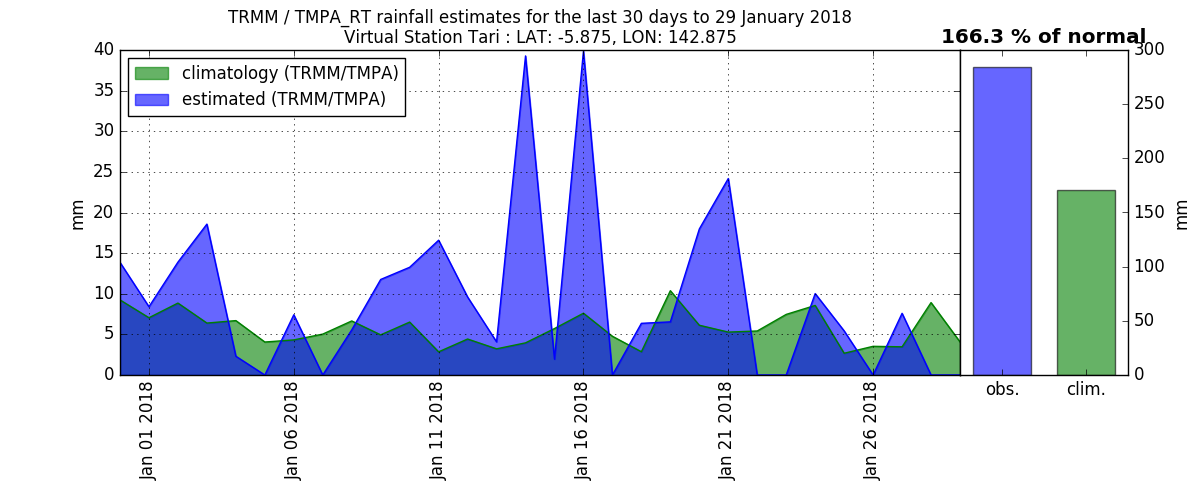 TRMM / TMPA_RT rainfall estimates for the last 30 days to 29 January 2018
Virtual Station Tari : LAT: -5.875, LON: 142.875
166.3 % of normal
climatology (TRMM/TMPA)
estimated (TRMM/TMPA)
40
35
30
25
20
15
10
5
0
mm
Jan 01 2018
Jan 06 2018
Jan 11 2018
Jan 16 2018
Jan 21 2018
Jan 26 2018
obs.
clim.
300
250
200
150
100
50
0
mm